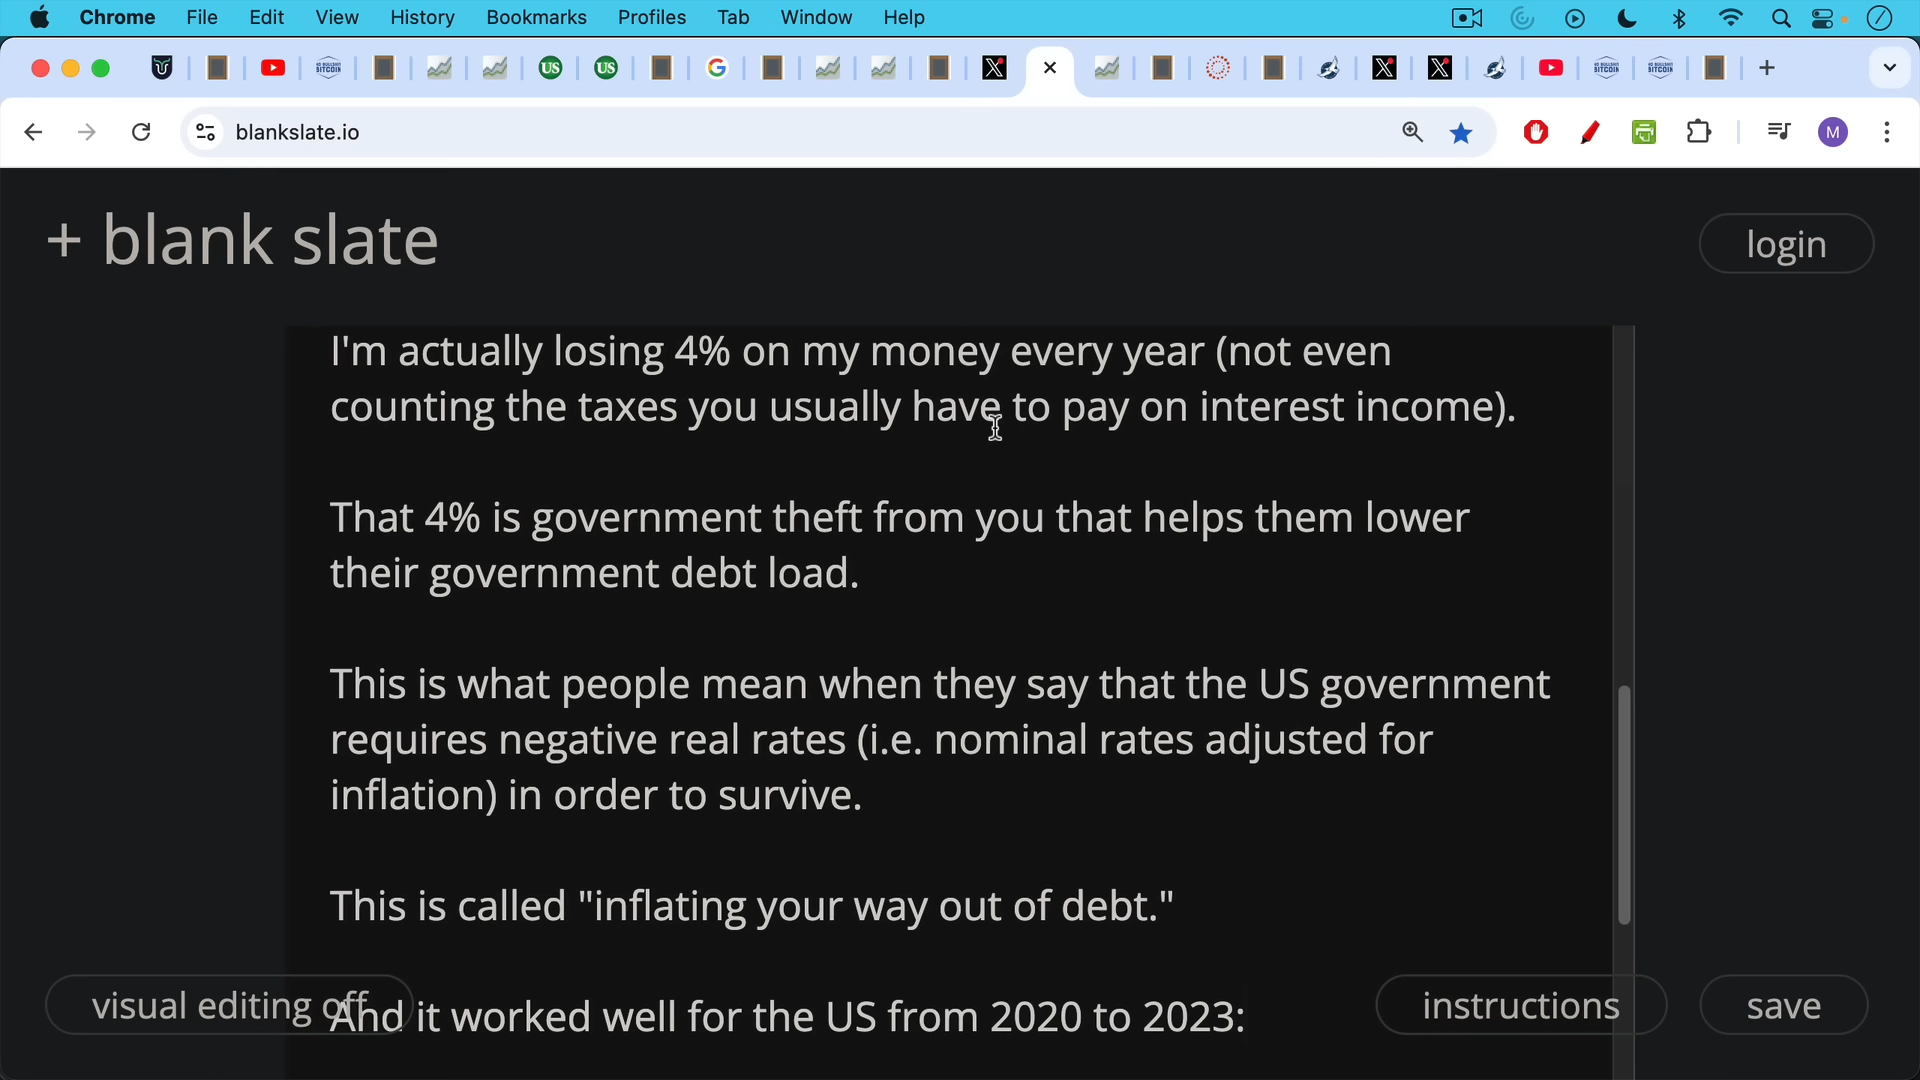 Chrome File Edit View History Bookmarks Profiles Tab Window Help
blankslate.io
M
+ blank slate
login
I'm actually losing 4% on my money every year (not even
counting the taxes you usually have to pay on interest income).
That 4% is government theft from you that helps them lower
their government debt load.
This is what people mean when they say that the US government
requires negative real rates (i.e. nominal rates adjusted for
inflation) in order to survive.
This is called "inflating your way out of debt."
And it worked well for the US from 2020 to 2023:
visual editing off
instructions
save